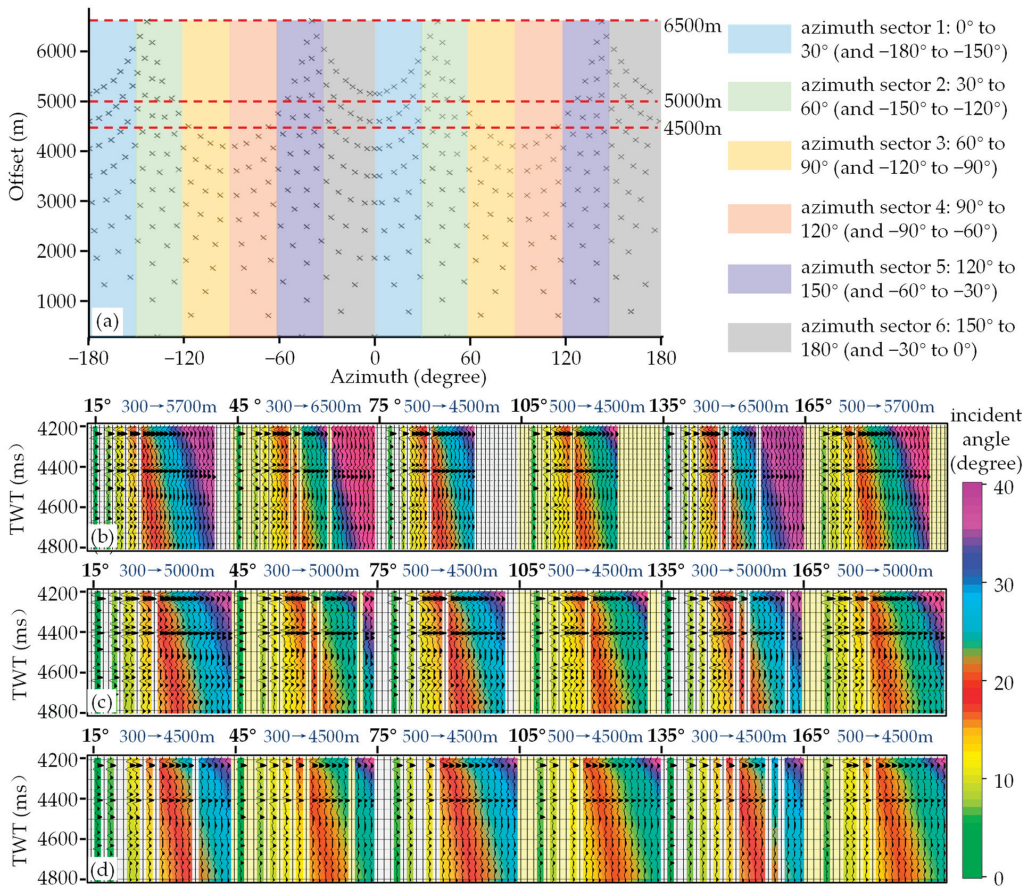 6000
5000
4000
3000
2000
1000
Offset (m)
(a)
−180
−120
−60
0
60
120
180
Azimuth (degree)
6500m
5000m
4500m
azimuth sector 1: 0° to
30° (and −180° to −150°)
azimuth sector 2: 30° to
60° (and −150° to −120°)
azimuth sector 3: 60° to
90° (and −120° to −90°)
azimuth sector 4: 90° to
120° (and −90° to −60°)
azimuth sector 5: 120° to
150° (and −60° to −30°)
azimuth sector 6: 150° to
180° (and −30° to 0°)
15° 300→5700m 45° 300→6500m 75° 500→4500m 105° 500→4500m 135° 300→6500m 165° 500→5700m
4200
4400
4600
4800
TWT (ms)
(b)
15° 300→5000m 45° 300→5000m 75° 500→4500m 105° 500→4500m 135° 300→5000m 165° 500→5000m
4200
4400
4600
4800
TWT (ms)
(c)
15° 300→4500m 45° 300→4500m 75° 500→4500m 105° 500→4500m 135° 300→4500m 165° 500→4500m
4200
4400
4600
4800
TWT (ms)
(d)
incident
angle
(degree)
40
30
20
10
0